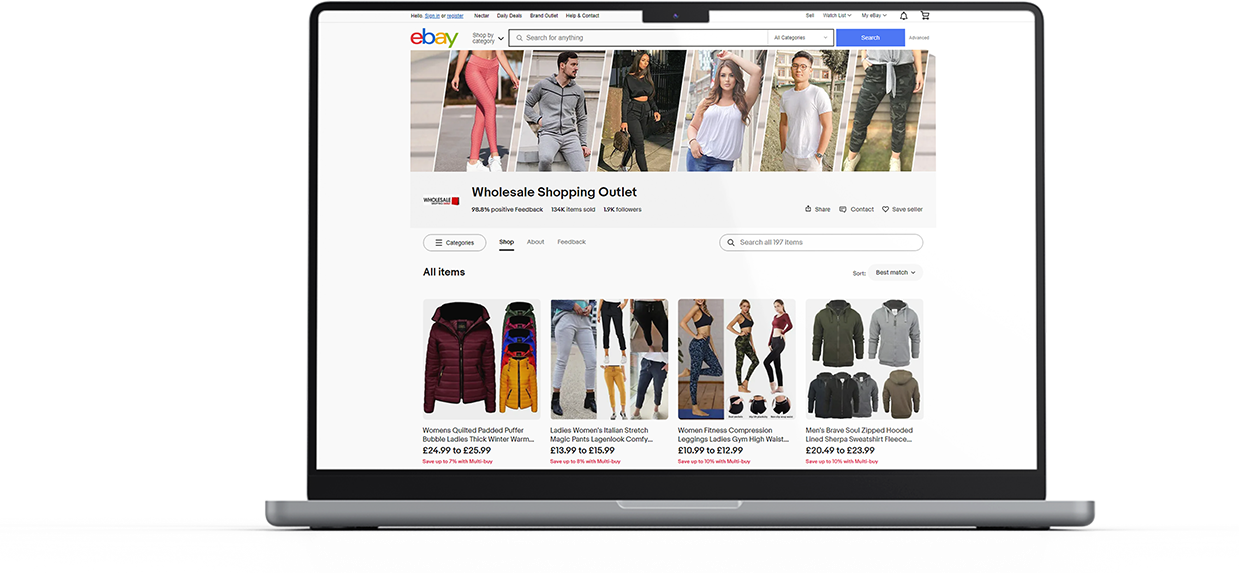 Hello. Sign in or register Nectar Daily Deals Brand Outlet Help & Contact Sell Watch List My eBay
ebay Shop by category Search for anything All Categories Search Advanced
Wholesale Shopping Outlet
WHOLESALE
98.8% positive Feedback 134K items sold 1.9K followers Share Contact Save seller
Categories Shop About Feedback Search all 197 items
All items Sort: Best match
Womens Quilted Padded Puffer
Bubble Ladies Thick Winter Warm...
£24.99 to £25.99
Save up to 7% with Multi-buy
Ladies Women's Italian Stretch
Magic Pants Lagenlook Comfy...
£13.99 to £15.99
Save up to 8% with Multi-buy
Women Fitness Compression
Leggings Ladies Gym High Waist...
£10.99 to £12.99
Save up to 10% with Multi-buy
Men's Brave Soul Zipped Hooded
Lined Sherpa Sweatshirt Fleece...
£20.49 to £23.99
Save up to 10% with Multi-buy